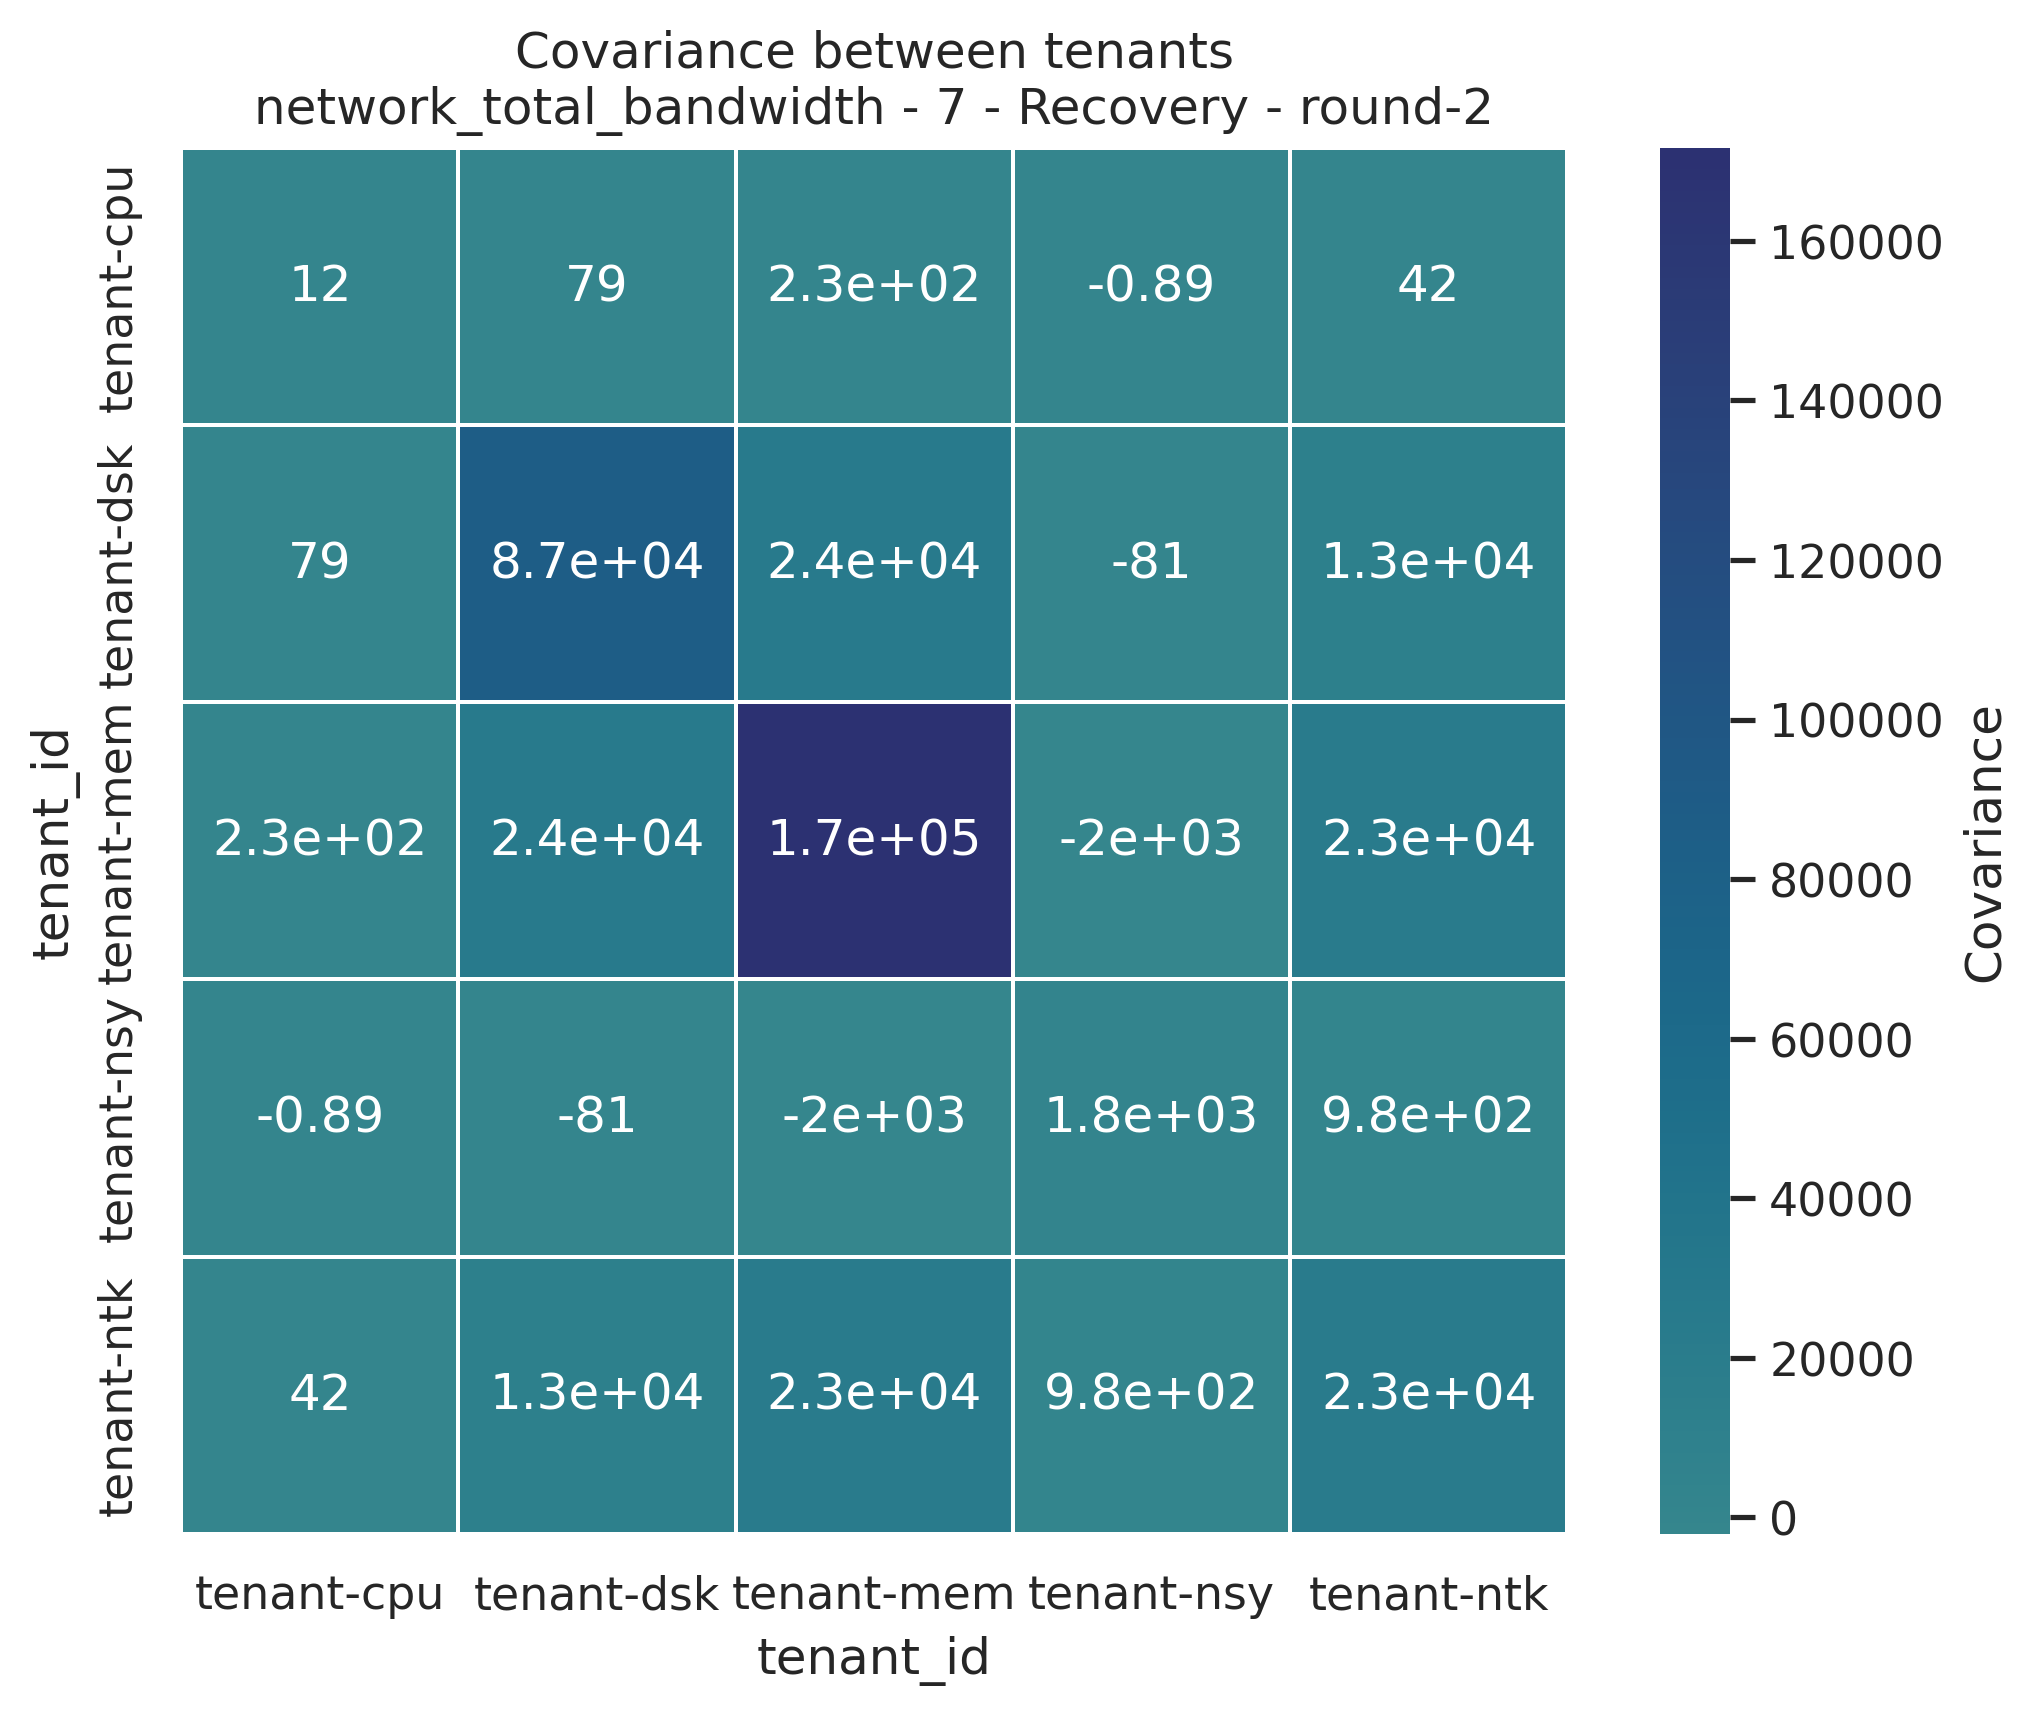 Covariance between tenants
network_total_bandwidth - 7 - Recovery - round-2
tenant_id
tenant-cpu
12 79 2.3e+02 -0.89 42
tenant-dsk
79 8.7e+04 2.4e+04 -81 1.3e+04
tenant-mem
2.3e+02 2.4e+04 1.7e+05 -2e+03 2.3e+04
tenant-nsy
-0.89 -81 -2e+03 1.8e+03 9.8e+02
tenant-ntk
42 1.3e+04 2.3e+04 9.8e+02 2.3e+04
tenant-cpu tenant-dsk tenant-mem tenant-nsy tenant-ntk
tenant_id
160000
140000
120000
100000
80000
60000
40000
20000
0
Covariance